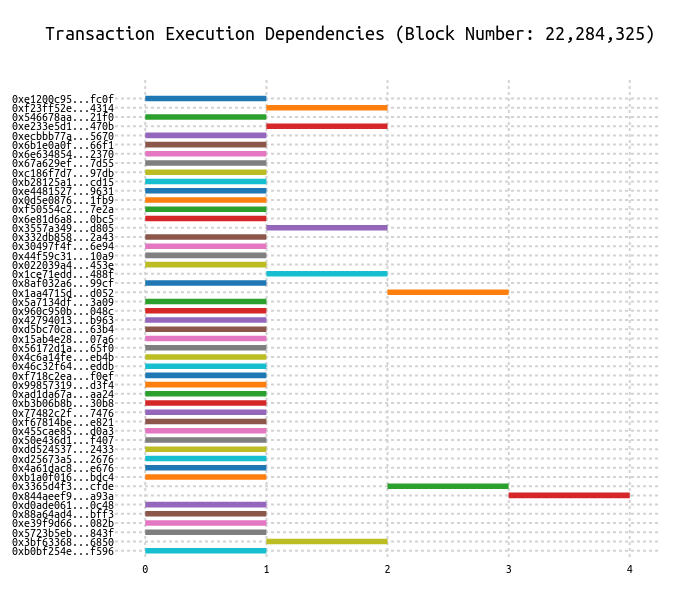 Transaction Execution Dependencies (Block Number: 22,284,325)
0xe1200c95...fc0f
0xf23ff52e...4314
0x546678aa...21f0
0xe233e5d1...470b
0xecbbb77a...5670
0x6b1e0a0f...66f1
0x6e634854...2370
0x67a629ef...7d55
0xc186f7d7...97db
0xb28125a1...cd15
0xe4481527...9631
0x0d5e0876...1fb9
0xf50554c2...7e2a
0x6e81d6a8...0bc5
0x3557a349...d805
0x332db858...2a43
0x30497f4f...6e94
0x44f59c31...10a9
0x022039a4...453e
0x1ce71edd...488f
0x8af032a6...99cf
0x1aa4715d...d052
0x5a7134df...3a09
0x960c950b...048c
0x42794013...b963
0xd5bc70ca...63b4
0x15ab4e28...07a6
0x56172d1a...65f0
0x4c6a14fe...eb4b
0x46c32f64...eddb
0xf718c2ea...f0ef
0x99857319...d3f4
0xad1da67a...aa24
0xb3b06b8b...30b8
0x77482c2f...7476
0xf67814be...e821
0x455cae85...d0a3
0x50e436d1...f407
0xdd524537...2433
0xd25673a5...2676
0x4a61dac8...e676
0xb1a0f016...bdc4
0x3365d4f3...cfde
0x844aeef9...a93a
0xd0ade061...0c48
0x88a64ad4...bff3
0xe39f9d66...082b
0x5723b5eb...843f
0x3bf63368...6850
0xb0bf254e...f596
0 1 2 3 4